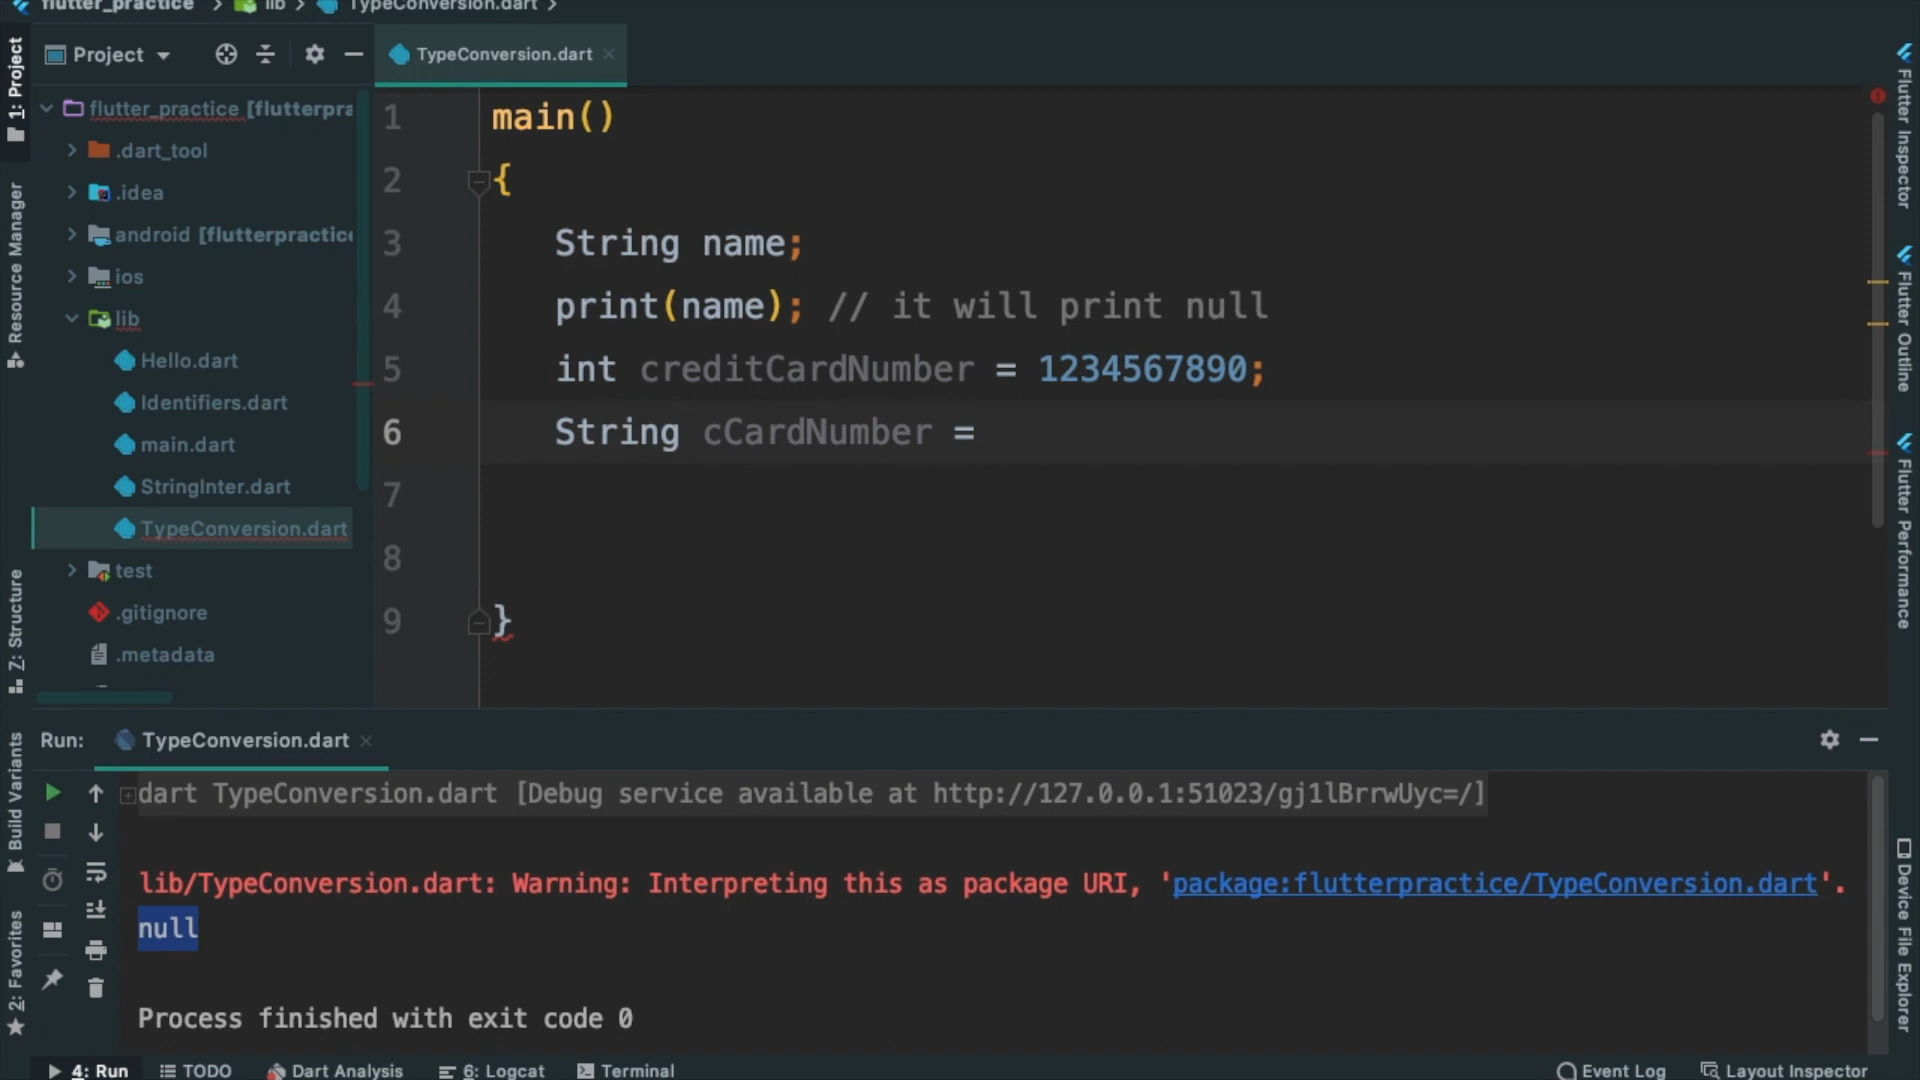 flutter_practice > lib > TypeConversion.dart >
Project
TypeConversion.dart
1: Project
Resource Manager
Z: Structure
Build Variants
2: Favorites
flutter_practice [flutterpra
.dart_tool
.idea
android [flutterpractice
ios
lib
Hello.dart
Identifiers.dart
main.dart
StringInter.dart
TypeConversion.dart
test
.gitignore
.metadata
1 main()
2 {
3 String name;
4 print(name); // it will print null
5 int creditCardNumber = 1234567890;
6 String cCardNumber =
7
8
9 }
Flutter Inspector
Flutter Outline
Flutter Performance
Device File Explorer
Run: TypeConversion.dart
dart TypeConversion.dart [Debug service available at http://127.0.0.1:51023/gj1lBrrwUyc=/]
lib/TypeConversion.dart: Warning: Interpreting this as package URI, 'package:flutterpractice/TypeConversion.dart'.
null
Process finished with exit code 0
4: Run TODO Dart Analysis 6: Logcat Terminal Event Log Layout Inspector